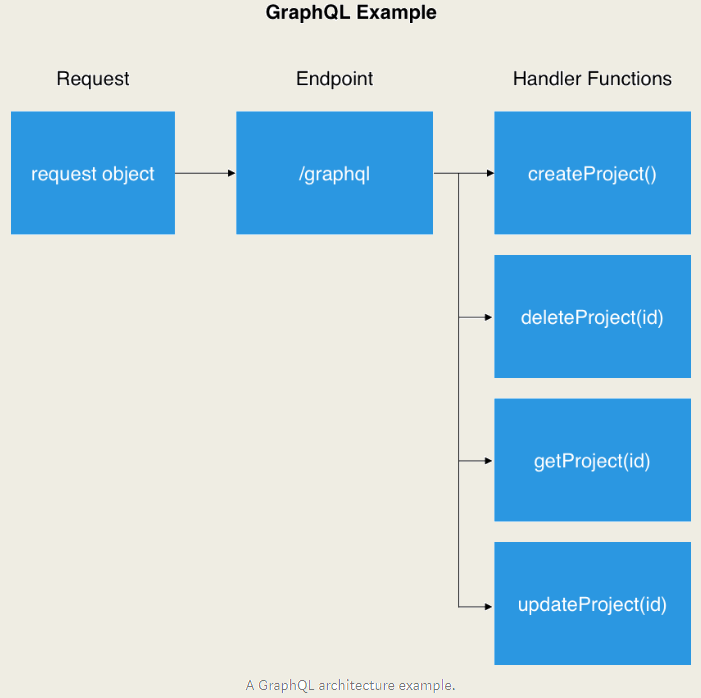 GraphQL Example
Request
Endpoint
Handler Functions
request object
/graphql
createProject()
deleteProject(id)
getProject(id)
updateProject(id)
A GraphQL architecture example.